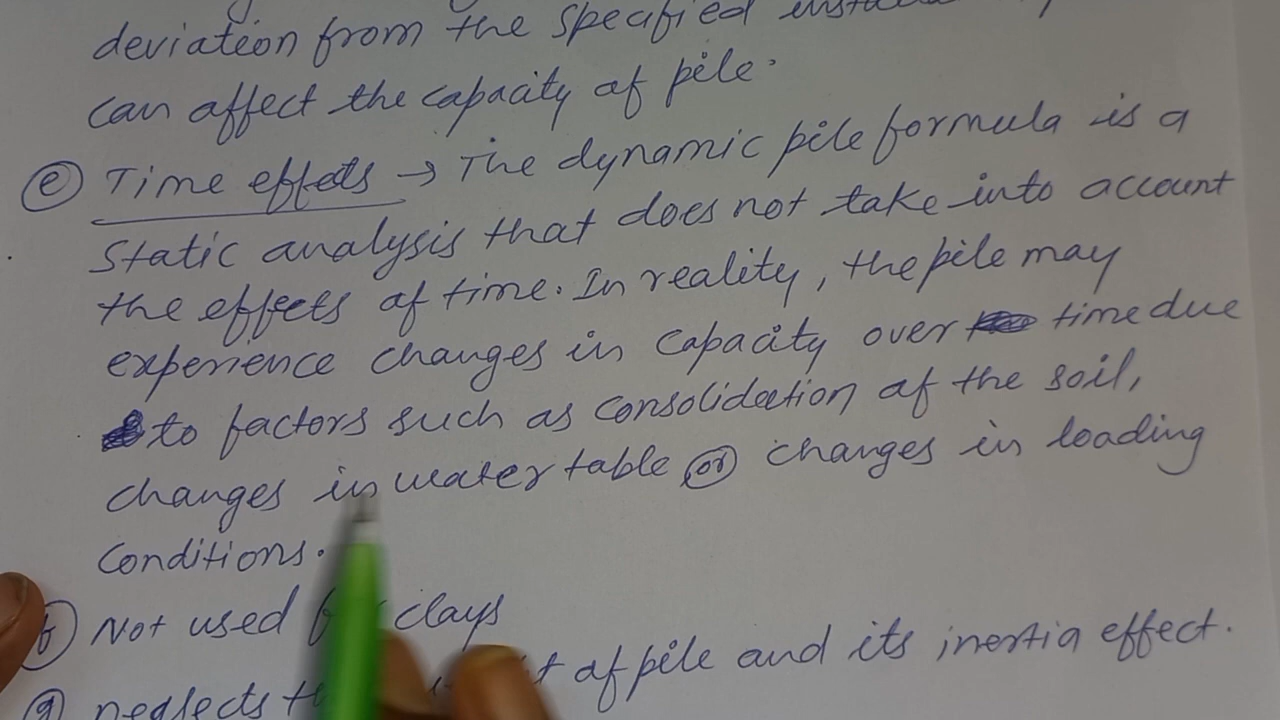 deviation from the specified
can affect the capacity of pile.
(e) Time effects → The dynamic pile formula is a
Static analysis that does not take into account
the effects of time. In reality, the pile may
experience changes in capacity over time due
to factors such as consolidation of the soil,
changes in water table (or) changes in loading
conditions.
(f) Not used clays
(g) neglects of pile and its inertia effect.